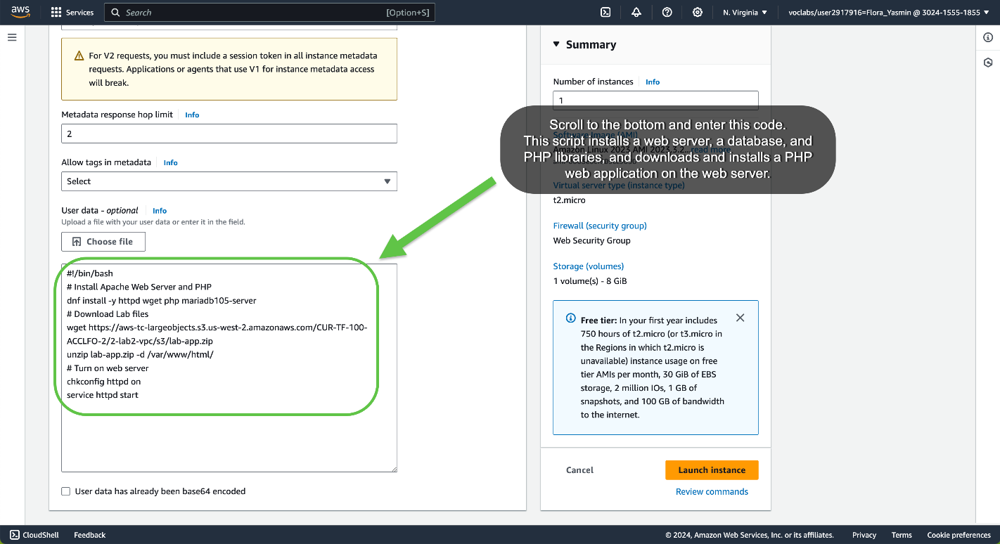 aws
Services
Search
[Option+S]
N. Virginia
voclabs/user2917916=Flora_Yasmin @ 3024-1555-1855
For V2 requests, you must include a session token in all instance metadata
requests. Applications or agents that use V1 for instance metadata access
will break.
Metadata response hop limit
Info
2
Allow tags in metadata
Info
Select
User data - optional
Info
Upload a file with your user data or enter it in the field.
Choose file
#!/bin/bash
# Install Apache Web Server and PHP
dnf install -y httpd wget php mariadb105-server
# Download Lab files
wget https://aws-tc-largeobjects.s3.us-west-2.amazonaws.com/CUR-TF-100-
ACCLFO-2/2-lab2-vpc/s3/lab-app.zip
unzip lab-app.zip -d /var/www/html/
# Turn on web server
chkconfig httpd on
service httpd start
User data has already been base64 encoded
Summary
Number of instances
Info
1
Scroll to the bottom and enter this code.
This script installs a web server, a database, and
PHP libraries, and downloads and installs a PHP
web application on the web server.
Software Image (AMI)
Amazon Linux 2023 AMI 2023.3.2...read more
Virtual server type (instance type)
t2.micro
Firewall (security group)
Web Security Group
Storage (volumes)
1 volume(s) - 8 GiB
Free tier: In your first year includes
750 hours of t2.micro (or t3.micro in
the Regions in which t2.micro is
unavailable) instance usage on free
tier AMIs per month, 30 GiB of EBS
storage, 2 million IOs, 1 GB of
snapshots, and 100 GB of bandwidth
to the internet.
Cancel
Launch instance
Review commands
CloudShell
Feedback
© 2024, Amazon Web Services, Inc. or its affiliates.
Privacy
Terms
Cookie preferences